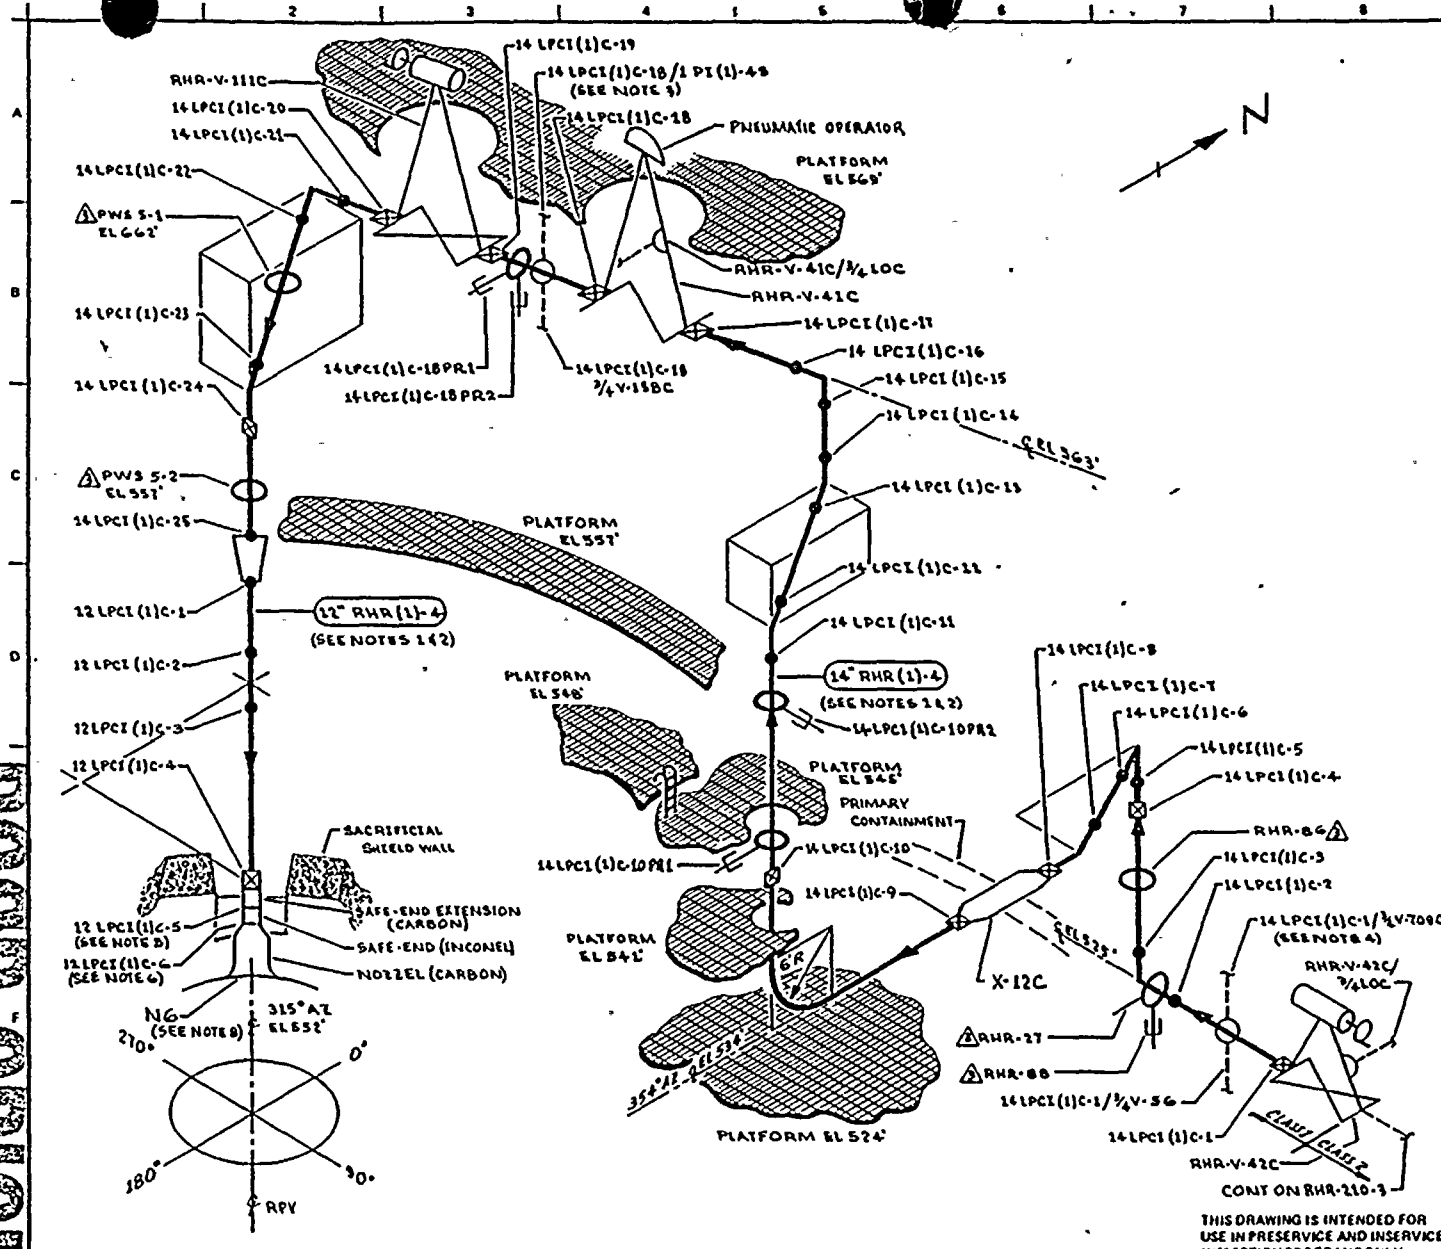 2
3
4
5
6
7
8
A
B
C
D
F
N
14 LPCI(1)C-19
14 LPCI(1)C-18/1 PI(1)-48
(SEE NOTE 3)
14 LPCI(1)C-18
RHR-V-111C
14 LPCI(1)C-20
14 LPCI(1)C-21
14 LPCI(1)C-22
PNEUMATIC OPERATOR
PLATFORM
EL 569'
PWS 5-1
EL 662'
RHR-V-41C/3/4 LOC
RHR-V-41C
14 LPCI(1)C-23
14 LPCI(1)C-17
14 LPCI(1)C-16
14 LPCI(1)C-15
14 LPCI(1)C-18PR1
14 LPCI(1)C-18PR2
14 LPCI(1)C-18
3/4V-18BC
14 LPCI(1)C-24
14 LPCI(1)C-14
℄ EL 563'
PWS 5-2
EL 557'
14 LPCI(1)C-13
14 LPCI(1)C-25
PLATFORM
EL 557'
14 LPCI(1)C-12
12 LPCI(1)C-1
12" RHR(1)-4
(SEE NOTES 1 & 2)
14 LPCI(1)C-11
12 LPCI(1)C-2
14" RHR(1)-4
(SEE NOTES 1 & 2)
14 LPCI(1)C-10PR2
PLATFORM
EL 548'
14 LPCI(1)C-8
14 LPCI(1)C-7
14 LPCI(1)C-6
14 LPCI(1)C-5
14 LPCI(1)C-4
12 LPCI(1)C-3
12 LPCI(1)C-4
PLATFORM
EL 545'
PRIMARY
CONTAINMENT
SACRIFICIAL
SHIELD WALL
RHR-86 2
14 LPCI(1)C-10PR1
14 LPCI(1)C-10
14 LPCI(1)C-3
14 LPCI(1)C-9
14 LPCI(1)C-2
SAFE-END EXTENSION
(CARBON)
12 LPCI(1)C-5
(SEE NOTE 5)
SAFE-END (INCONEL)
12 LPCI(1)C-6
(SEE NOTE 6)
NOZZEL (CARBON)
PLATFORM
EL 541'
6'R
℄ EL 525'
X-12C
14 LPCI(1)C-1/3/4V-709C
(SEE NOTE 4)
RHR-V-42C/
3/4 LOC
N6
(SEE NOTE 8)
315° AZ
EL 552'
RHR-27
RHR-88
14 LPCI(1)C-1/3/4V-56
354° AZ ℄ EL 534'
PLATFORM EL 524'
270°
0°
180°
90°
℄ RPV
14 LPCI(1)C-1
CLASS 1
CLASS 2
RHR-V-42C
CONT ON RHR-210-3
THIS DRAWING IS INTENDED FOR
USE IN PRESERVICE AND INSERVICE